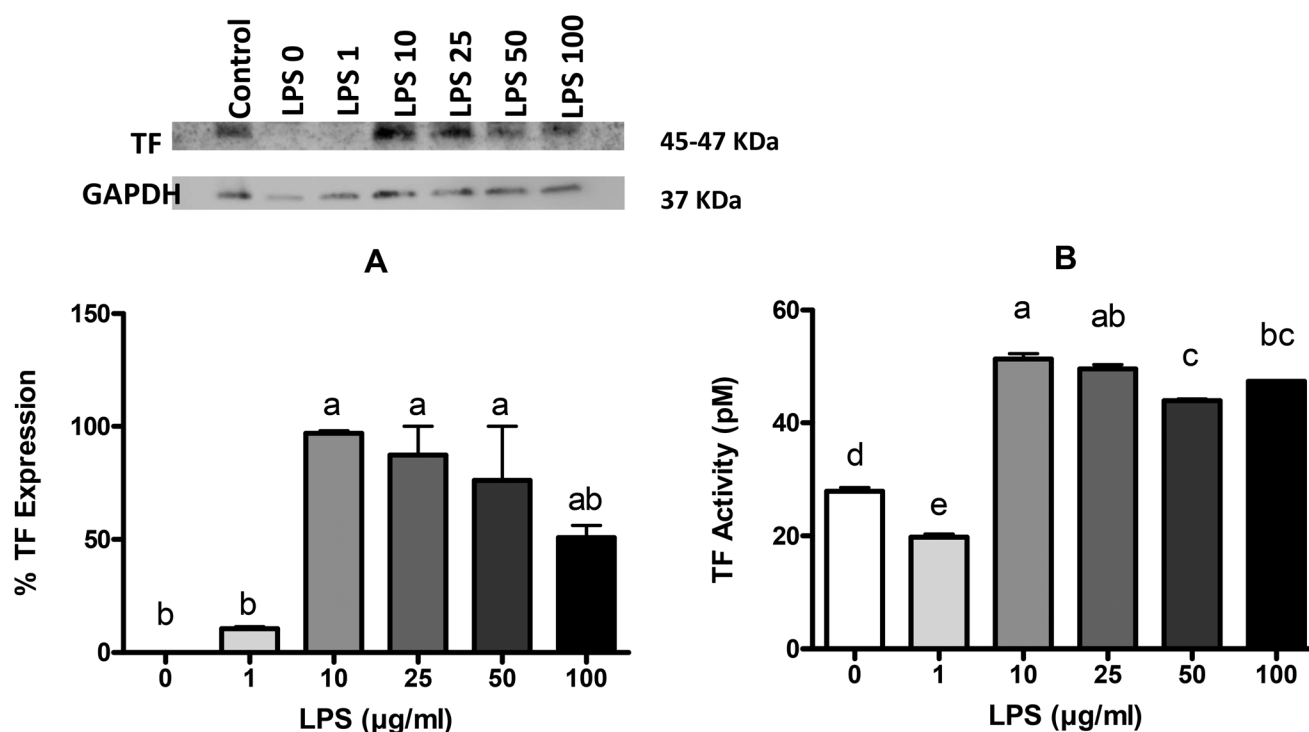 Control
LPS 0
LPS 1
LPS 10
LPS 25
LPS 50
LPS 100
TF
45-47 KDa
GAPDH
37 KDa
A
% TF Expression
150
100
50
0
b
b
a
a
a
ab
0
1
10
25
50
100
LPS (µg/ml)
B
TF Activity (pM)
60
40
20
0
d
e
a
ab
c
bc
0
1
10
25
50
100
LPS (µg/ml)